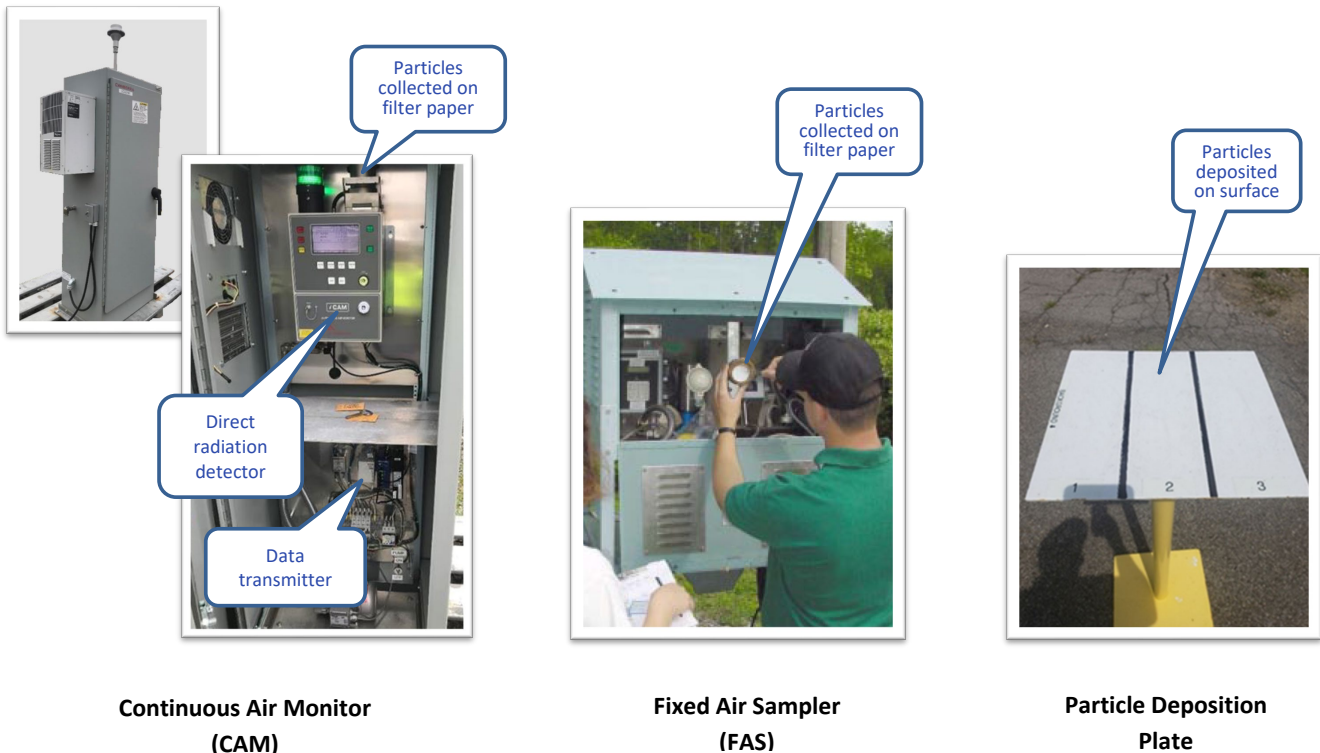 Particles
collected on
filter paper
Particles
collected on
filter paper
Particles
deposited
on surface
CAM
Direct
radiation
detector
Data
transmitter
1
2
3
Continuous Air Monitor
(CAM)
Fixed Air Sampler
(FAS)
Particle Deposition
Plate